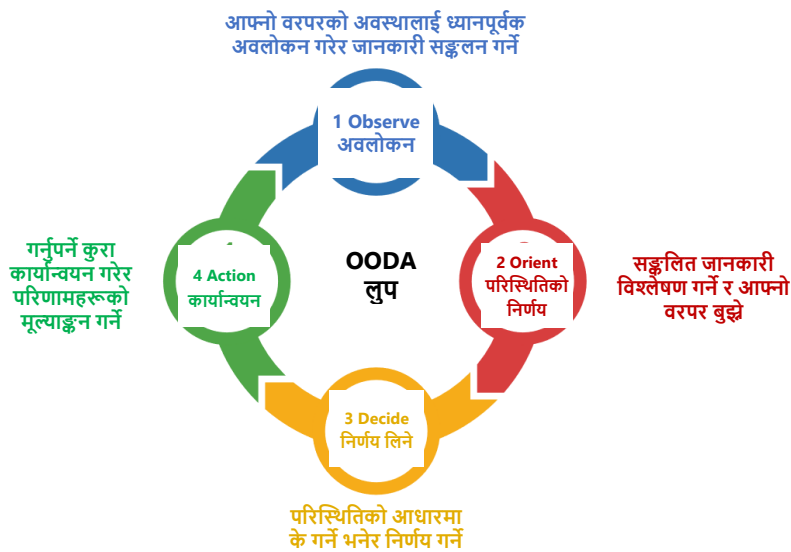 आफ्नो वरपरको अवस्थालाई ध्यानपूर्वक
अवलोकन गरेर जानकारी सङ्कलन गर्ने
1 Observe
अवलोकन
OODA
लुप
2 Orient
परिस्थितिको
निर्णय
सङ्कलित जानकारी
विश्लेषण गर्ने र आफ्नो
वरपर बुझ्ने
3 Decide
निर्णय लिने
परिस्थितिको आधारमा
के गर्ने भनेर निर्णय गर्ने
4 Action
कार्यान्वयन
गर्नुपर्ने कुरा
कार्यान्वयन गरेर
परिणामहरूको
मूल्याङ्कन गर्ने